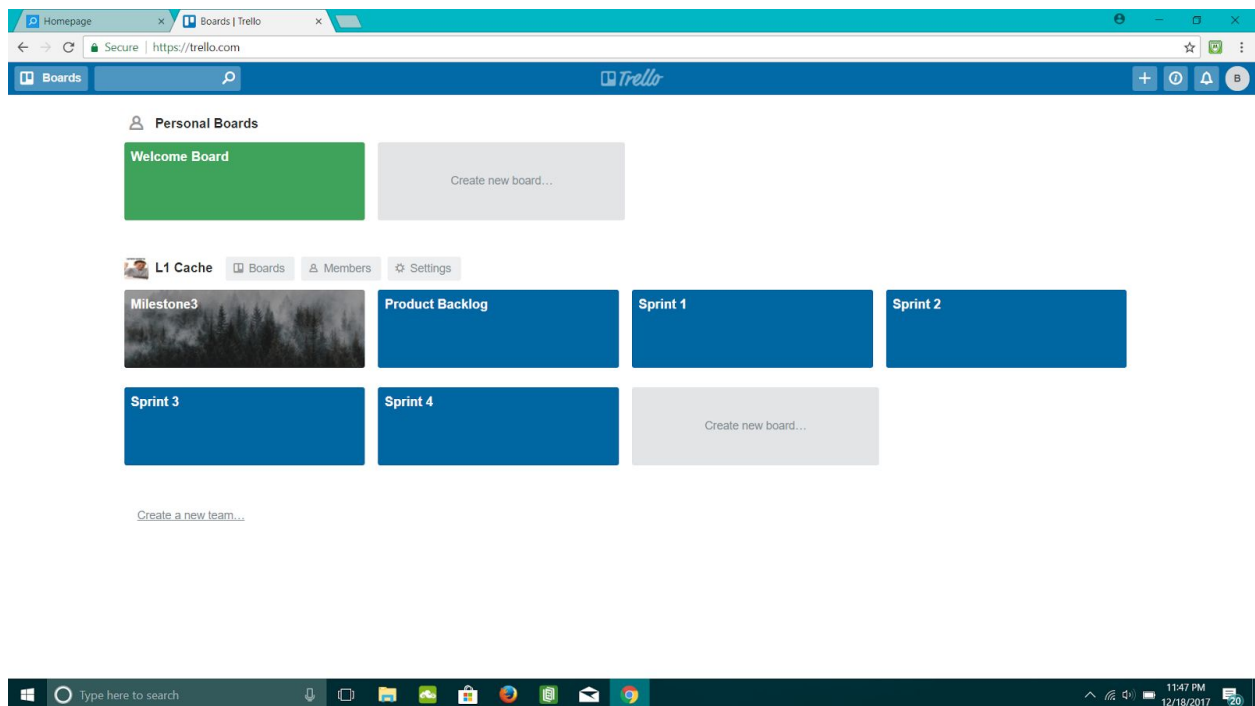 Homepage
Boards | Trello
Secure | https://trello.com
Boards
Trello
B
Personal Boards
Welcome Board
Create new board…
L1 Cache Boards Members Settings
Milestone3
Product Backlog
Sprint 1
Sprint 2
Sprint 3
Sprint 4
Create new board…
Create a new team…
Type here to search
11:47 PM
12/18/2017
20